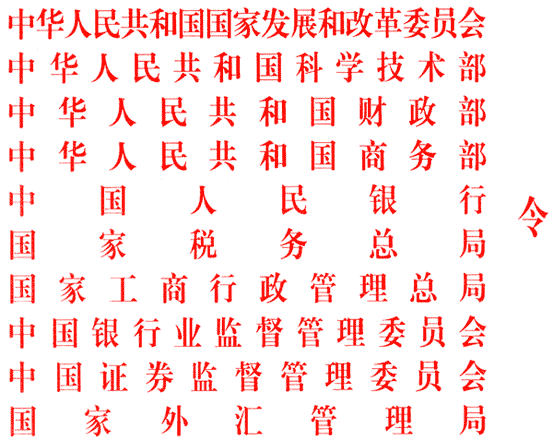 中华人民共和国国家发展和改革委员会
中华人民共和国科学技术部
中华人民共和国财政部
中华人民共和国商务部
中国人民银行
国家税务总局
国家工商行政管理总局
中国银行业监督管理委员会
中国证券监督管理委员会
国家外汇管理局
令